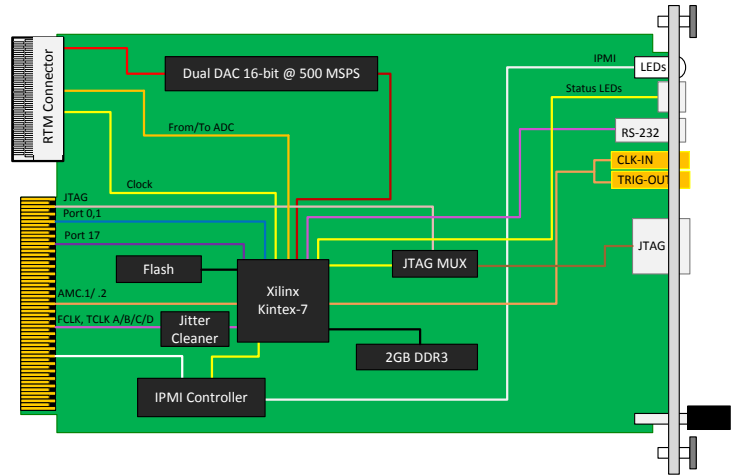 IPMI
LEDs
Dual DAC 16-bit @ 500 MSPS
Status LEDs
RTM Connector
From/To ADC
RS-232
CLK-IN
TRIG-OUT
Clock
JTAG
Port 0,1
Port 17
JTAG
Flash
JTAG MUX
Xilinx
Kintex-7
AMC.1/ .2
FCLK, TCLK A/B/C/D
Jitter
Cleaner
2GB DDR3
IPMI Controller